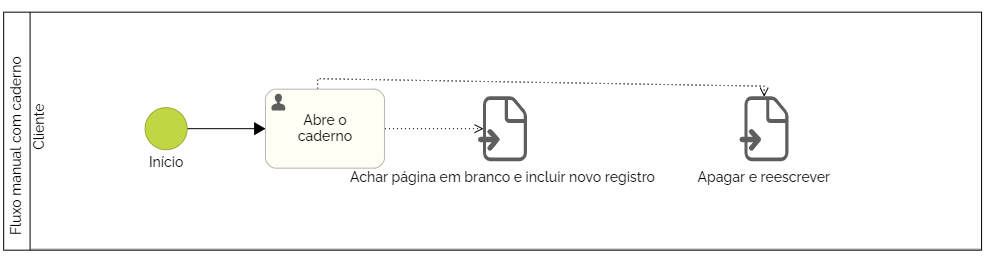 Fluxo manual com caderno
Cliente
Início
Abre o
caderno
Achar página em branco e incluir novo registro
Apagar e reescrever